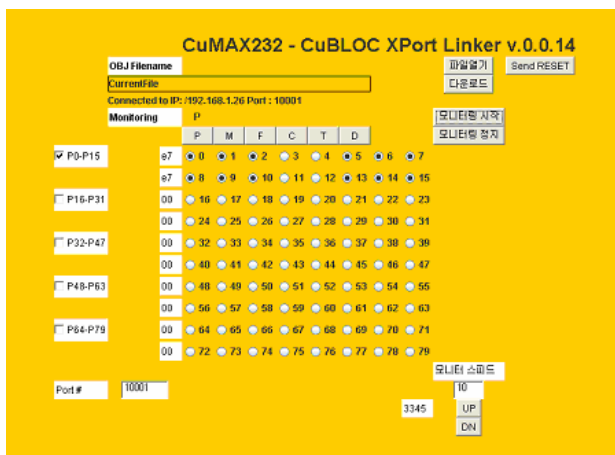 CuMAX232 - CuBLOC XPort Linker v.0.0.14
OBJ Filename 파일열기 Send RESET
CurrentFile 다운로드
Connected to IP: /192.168.1.26 Port : 10001
Monitoring P 모니터링 시작
P M F C T D 모니터링 정지
P0-P15 e7 0 1 2 3 4 5 6 7
e7 8 9 10 11 12 13 14 15
P16-P31 00 16 17 18 19 20 21 22 23
00 24 25 26 27 28 29 30 31
P32-P47 00 32 33 34 35 36 37 38 39
00 40 41 42 43 44 45 46 47
P48-P63 00 48 49 50 51 52 53 54 55
00 56 57 58 59 60 61 62 63
P64-P79 00 64 65 66 67 68 69 70 71
00 72 73 74 75 76 77 78 79
모니터 스피드
Port # 10001 10
3345 UP
DN